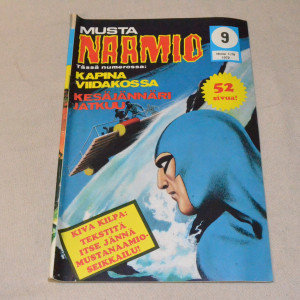 MUSTA
NAAMIO
9
Tässä numerossa:
KAPINA
VIIDAKOSSA
KESÄJÄNNÄRI
JATKUU
52
sivua!
KIVA KILPA:
TEKSTITÄ
ITSE JÄNNÄ
MUSTANAAMIO-
SEIKKAILU!